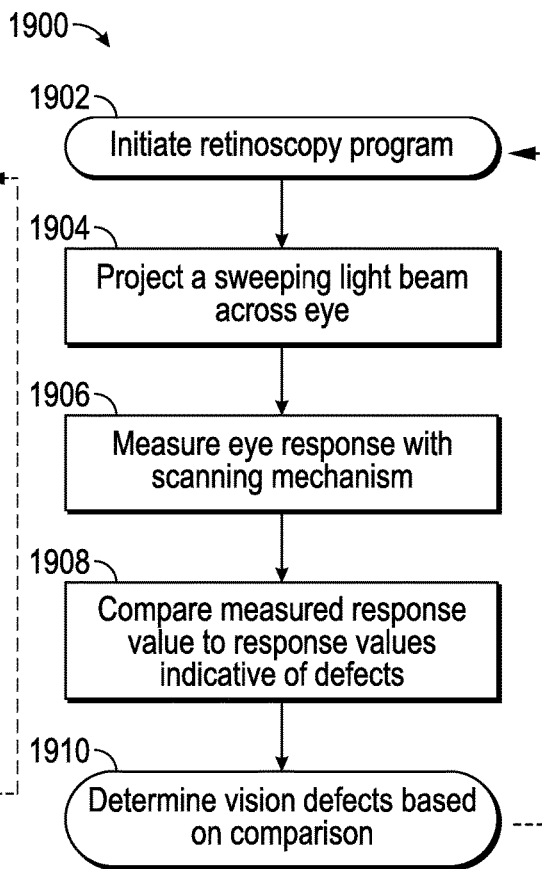 1900
1902
Initiate retinoscopy program
1904
Project a sweeping light beam
across eye
1906
Measure eye response with
scanning mechanism
1908
Compare measured response
value to response values
indicative of defects
1910
Determine vision defects based
on comparison